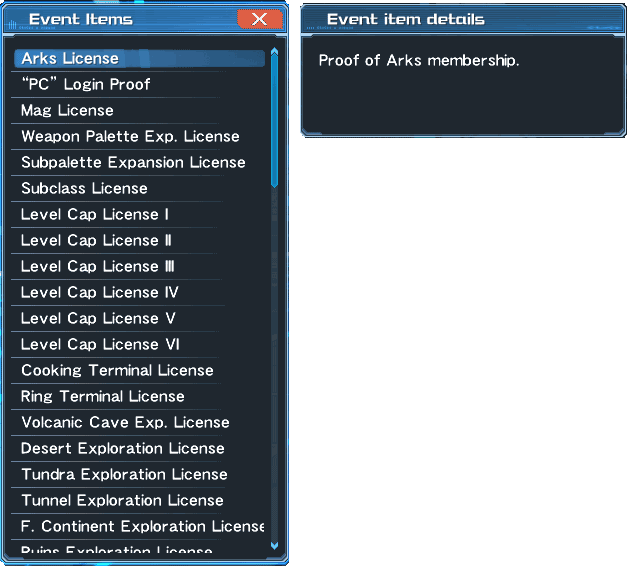 Event Items
Arks License
“PC” Login Proof
Mag License
Weapon Palette Exp. License
Subpalette Expansion License
Subclass License
Level Cap License I
Level Cap License II
Level Cap License III
Level Cap License IV
Level Cap License V
Level Cap License VI
Cooking Terminal License
Ring Terminal License
Volcanic Cave Exp. License
Desert Exploration License
Tundra Exploration License
Tunnel Exploration License
F. Continent Exploration License
Ruins Exploration License
Event item details
Proof of Arks membership.